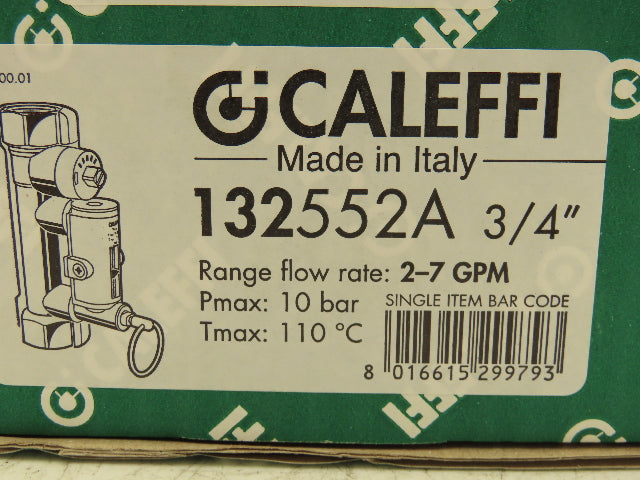 00.01
CALEFFI
Made in Italy
132552A 3/4"
Range flow rate: 2–7 GPM
Pmax: 10 bar
Tmax: 110 °C
SINGLE ITEM BAR CODE
8 016615 299793